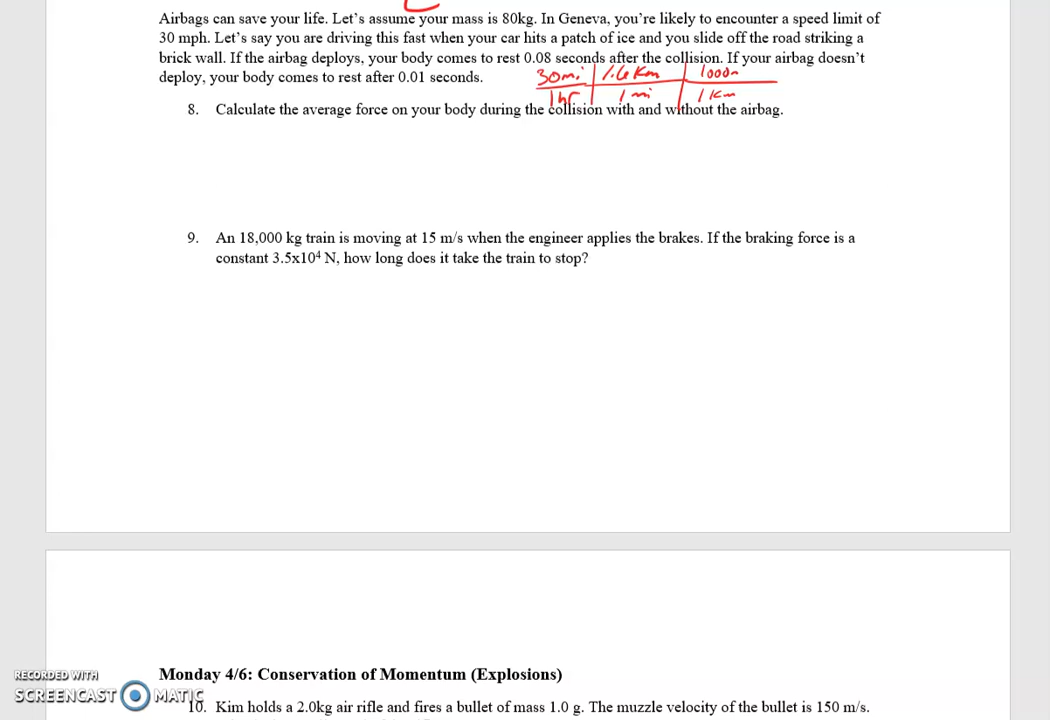 Airbags can save your life. Let's assume your mass is 80kg. In Geneva, you're likely to encounter a speed limit of
30 mph. Let's say you are driving this fast when your car hits a patch of ice and you slide off the road striking a
brick wall. If the airbag deploys, your body comes to rest 0.08 seconds after the collision. If your airbag doesn't
deploy, your body comes to rest after 0.01 seconds.
30mi 1.6 Km 1000m
1hr 1 mi 1 Km
8. Calculate the average force on your body during the collision with and without the airbag.
9. An 18,000 kg train is moving at 15 m/s when the engineer applies the brakes. If the braking force is a
constant 3.5x10⁴ N, how long does it take the train to stop?
Monday 4/6: Conservation of Momentum (Explosions)
10. Kim holds a 2.0kg air rifle and fires a bullet of mass 1.0 g. The muzzle velocity of the bullet is 150 m/s.
RECORDED WITH
SCREENCAST MATIC